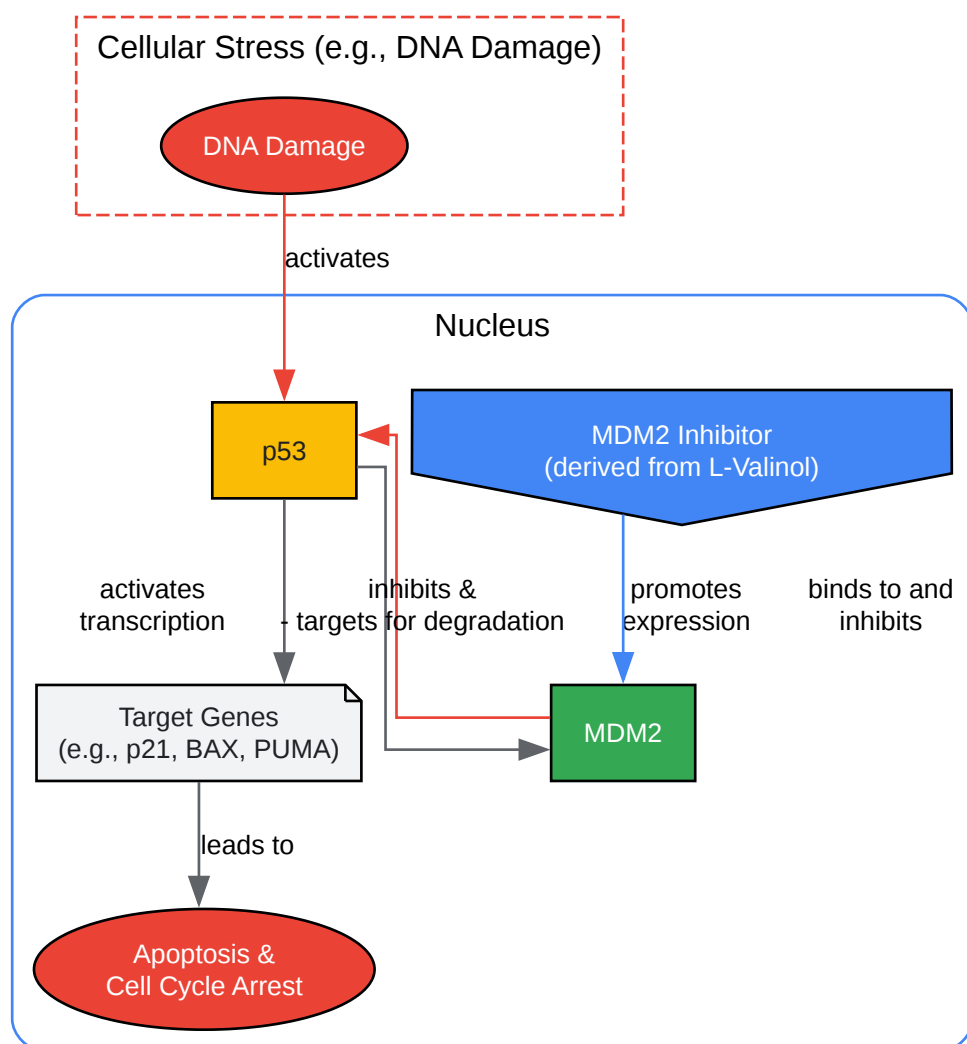 Cellular Stress (e.g., DNA Damage)
DNA Damage
activates
Nucleus
p53
MDM2 Inhibitor
(derived from L-Valinol)
activates
transcription
inhibits &
- targets for degradation
promotes
expression
binds to and
inhibits
Target Genes
(e.g., p21, BAX, PUMA)
MDM2
leads to
Apoptosis &
Cell Cycle Arrest